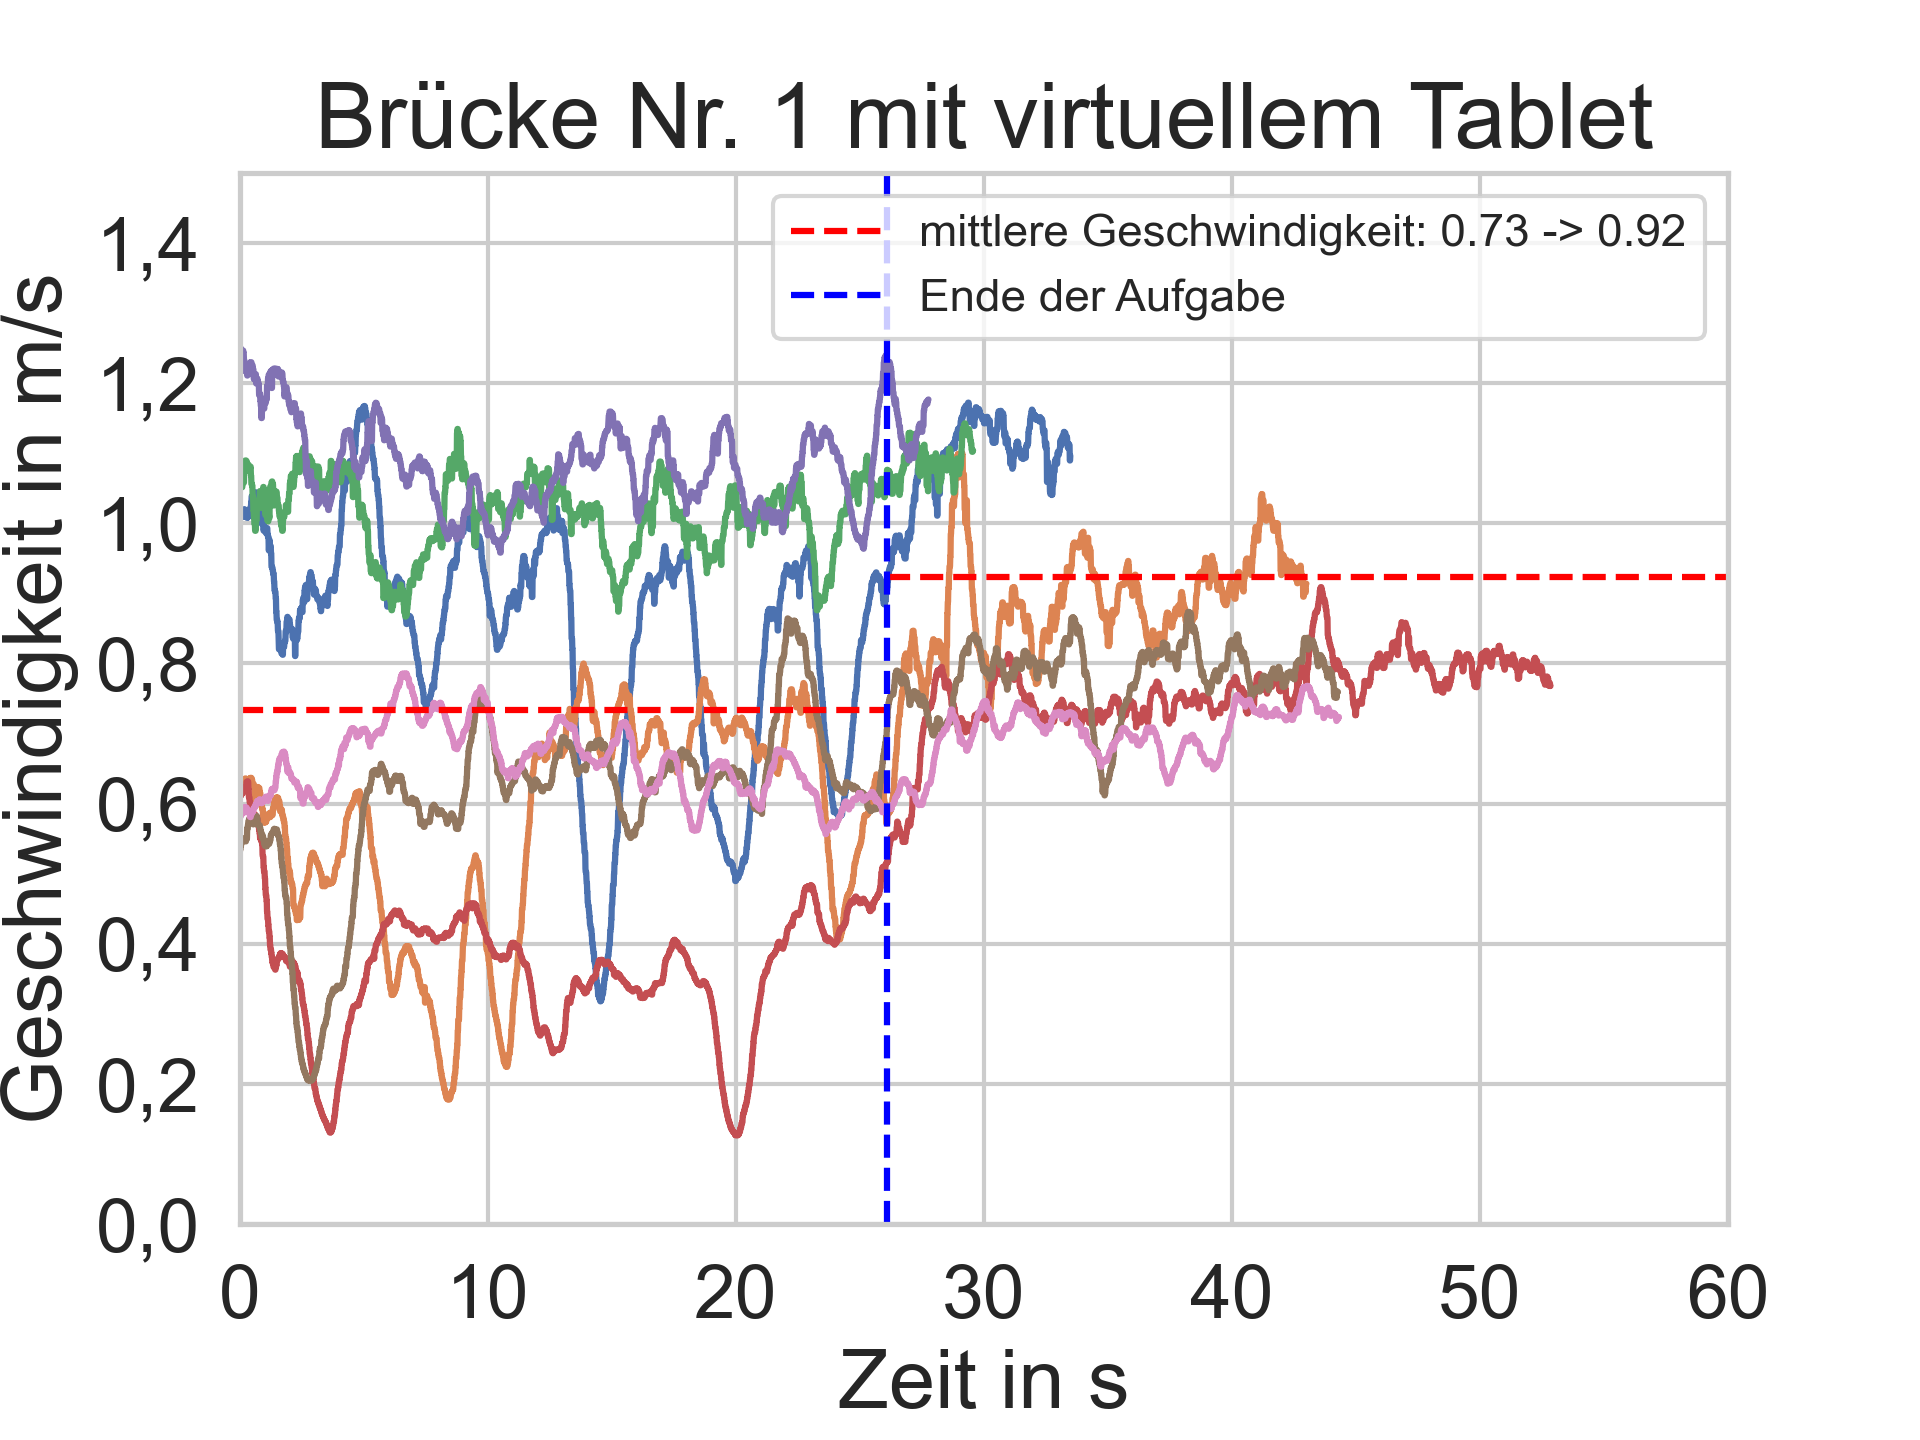 Brücke Nr. 1 mit virtuellem Tablet
mittlere Geschwindigkeit: 0.73 -> 0.92
Ende der Aufgabe
Geschwindigkeit in m/s
1,4
1,2
1,0
0,8
0,6
0,4
0,2
0,0
0 10 20 30 40 50 60
Zeit in s